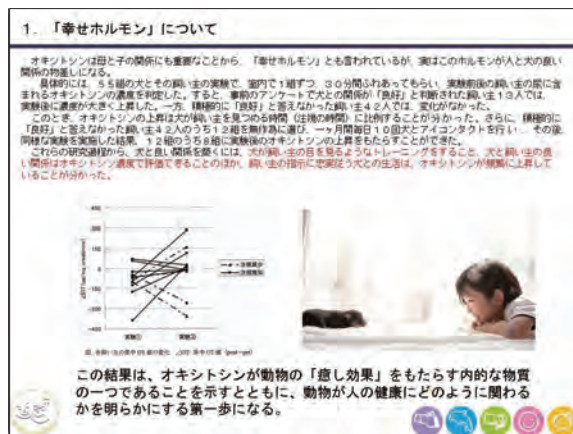 1．「幸せホルモン」について
オキシトシンは母と子の関係にも重要なことから、「幸せホルモン」とも言われているが、実はこのホルモンが人と犬の良い
関係の物差しになる。
具体的には、55組の犬とその飼い主の実験で、室内で1組ずつ、30分間ふれあってもらい、実験前後の飼い主の尿に含
まれるオキシトシンの濃度を測定した。すると、事前のアンケートで犬との関係が「良好」と判断された飼い主13人では、
実験後に濃度が大きく上昇した。一方、積極的に「良好」と答えなかった飼い主42人では、変化がなかった。
このとき、オキシトシンの上昇は犬が飼い主を見つめる時間（注視の時間）に比例することが分かった。さらに、積極的に
「良好」と答えなかった飼い主42人のうち12組を無作為に選び、一ヶ月間毎日10回犬とアイコンタクトを行い、その後、
同様な実験を実施した結果、12組のうち8組に実験後のオキシトシンの上昇をもたらすことができた。
これらの研究過程から、犬と良い関係を築くには、犬が飼い主の目を見るようなトレーニングをすること、犬と飼い主の良
い関係はオキシトシン濃度で評価できることのほか、飼い主の指示に忠実従う犬との生活は、オキシトシンが頻繁に上昇して
いることが分かった。
実験(1)
実験(2)
この結果は、オキシトシンが動物の「癒し効果」をもたらす内的な物質
の一つであることを示すとともに、動物が人の健康にどのように関わる
かを明らかにする第一歩になる。